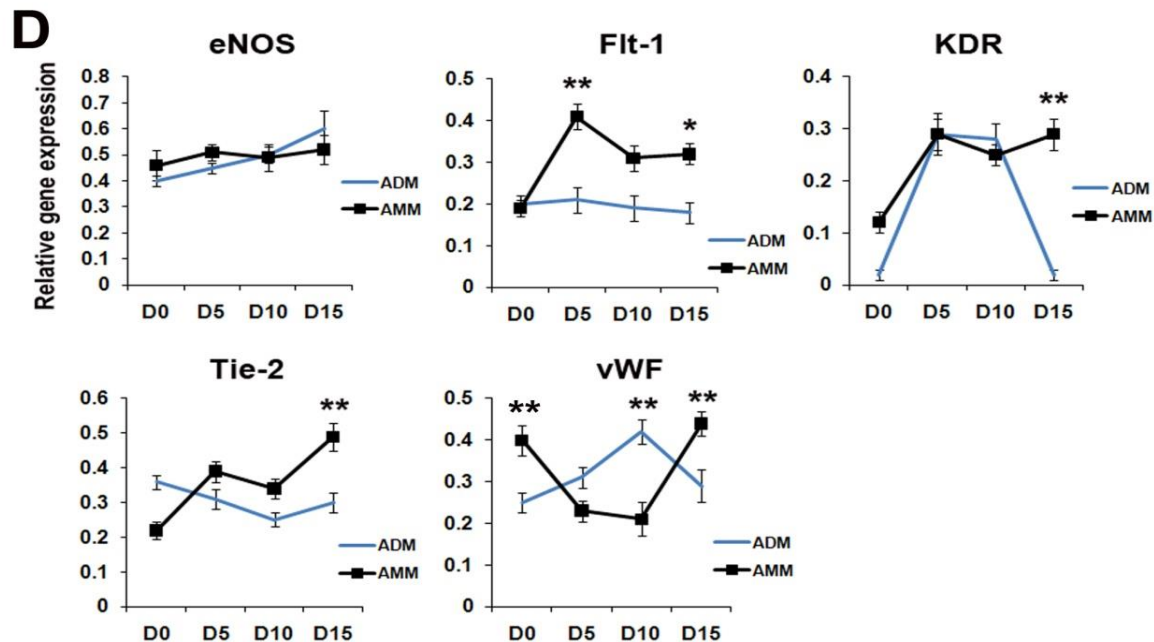 D
eNOS
Relative gene expression
0.8
0.7
0.6
0.5
0.4
0.3
0.2
0.1
0
D0 D5 D10 D15
ADM
AMM
Flt-1
0.5
0.4
0.3
0.2
0.1
0
**
*
D0 D5 D10 D15
ADM
AMM
KDR
0.4
0.3
0.2
0.1
0
**
D0 D5 D10 D15
ADM
AMM
Tie-2
0.6
0.5
0.4
0.3
0.2
0.1
0
**
D0 D5 D10 D15
ADM
AMM
vWF
0.5
0.4
0.3
0.2
0.1
0
** ** **
D0 D5 D10 D15
ADM
AMM